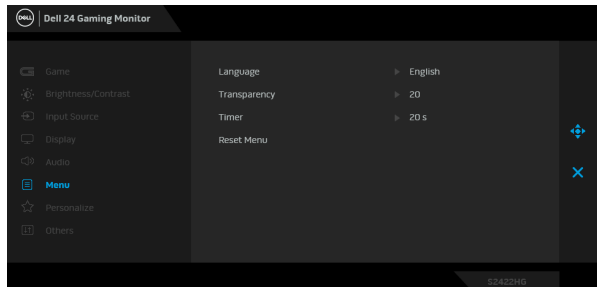 DELL Dell 24 Gaming Monitor
Game
Brightness/Contrast
Input Source
Display
Audio
Menu
Personalize
Others
Language English
Transparency 20
Timer 20 s
Reset Menu
S2422HG